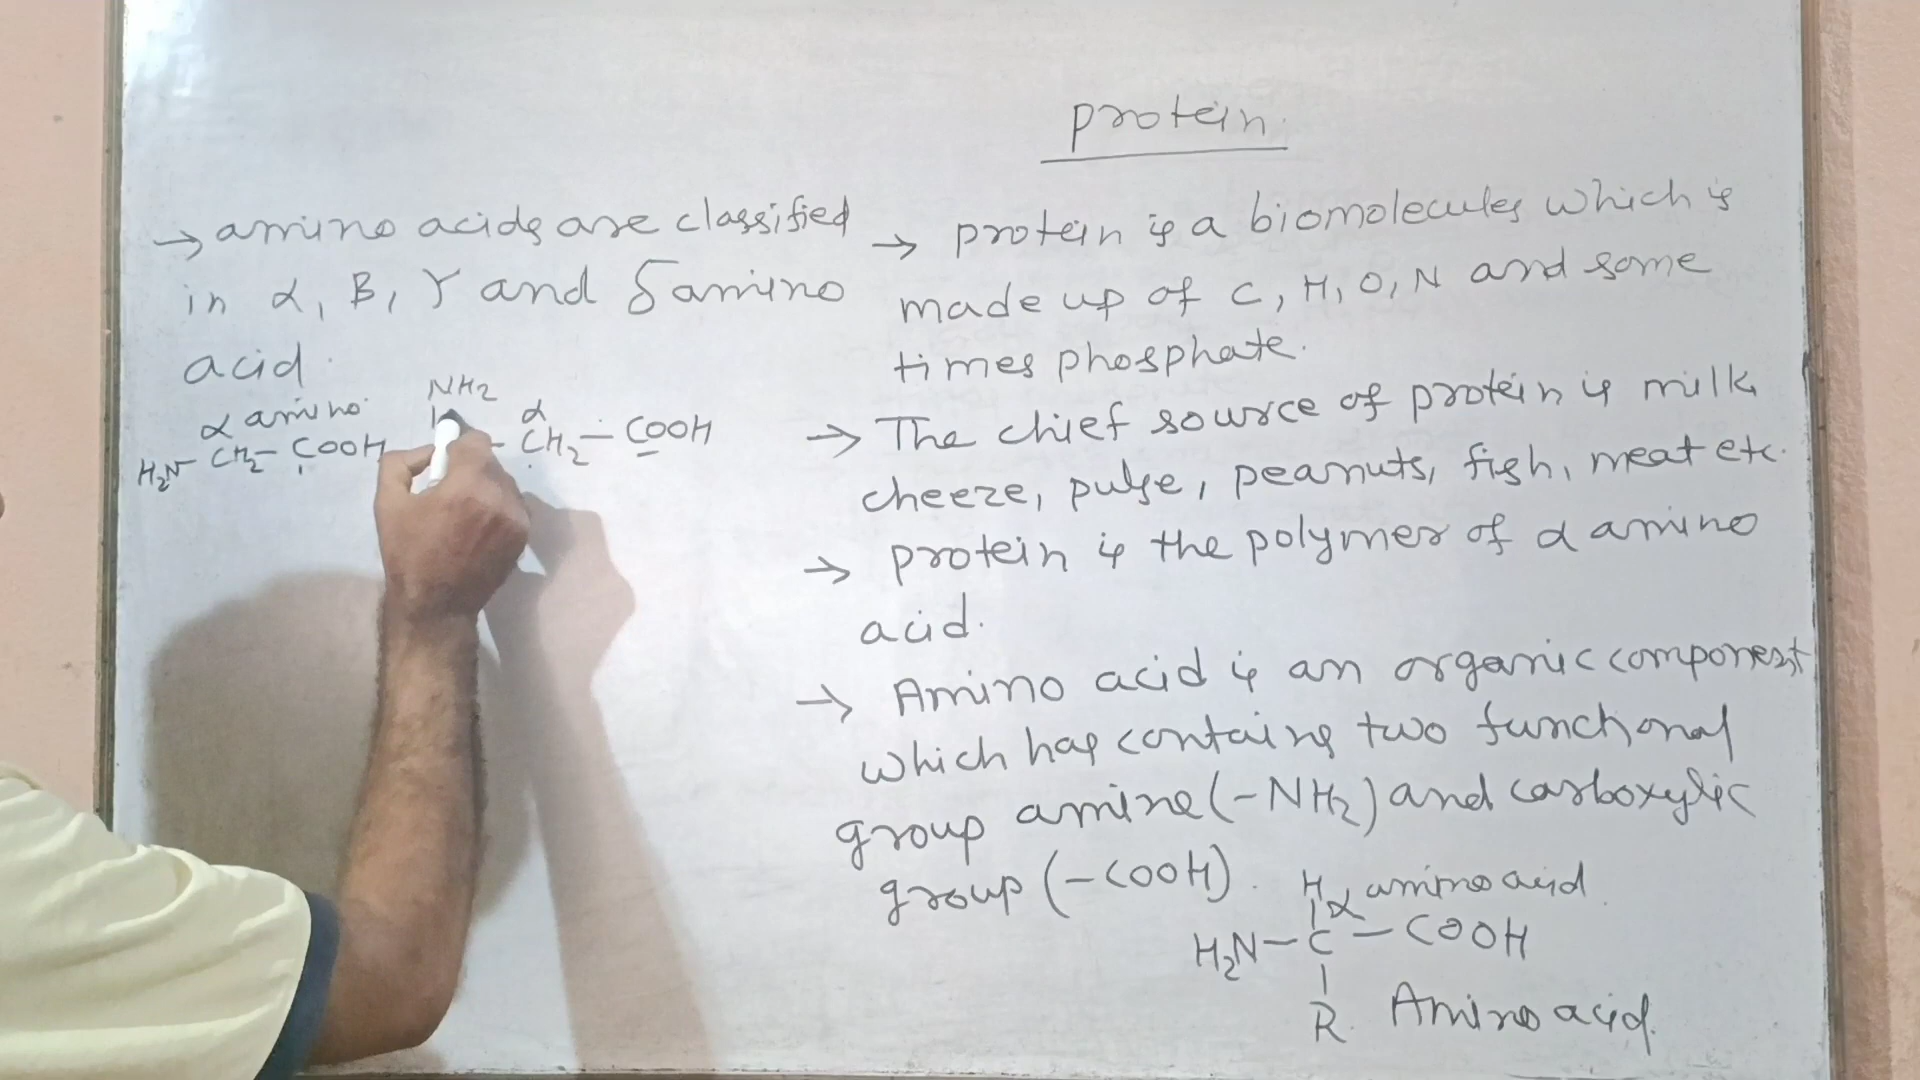 protein.
→ protein is a biomolecules which is
made up of C, H, O, N and some
times phosphate.
→ The chief source of protein is milk
cheeze, pulse, peanuts, fish, meat etc.
→ protein is the polymer of α amino
acid.
→ Amino acid is an organic component
which has contains two functional
group amine (-NH2) and carboxylic
group (-COOH).
H α amino acid
H2N-C-COOH
R Amino acid.
→ amino acids are classified
in α, B, γ and δ amino
acid.
α amino NH2 α
H2N-CH2-COOH - CH2-COOH